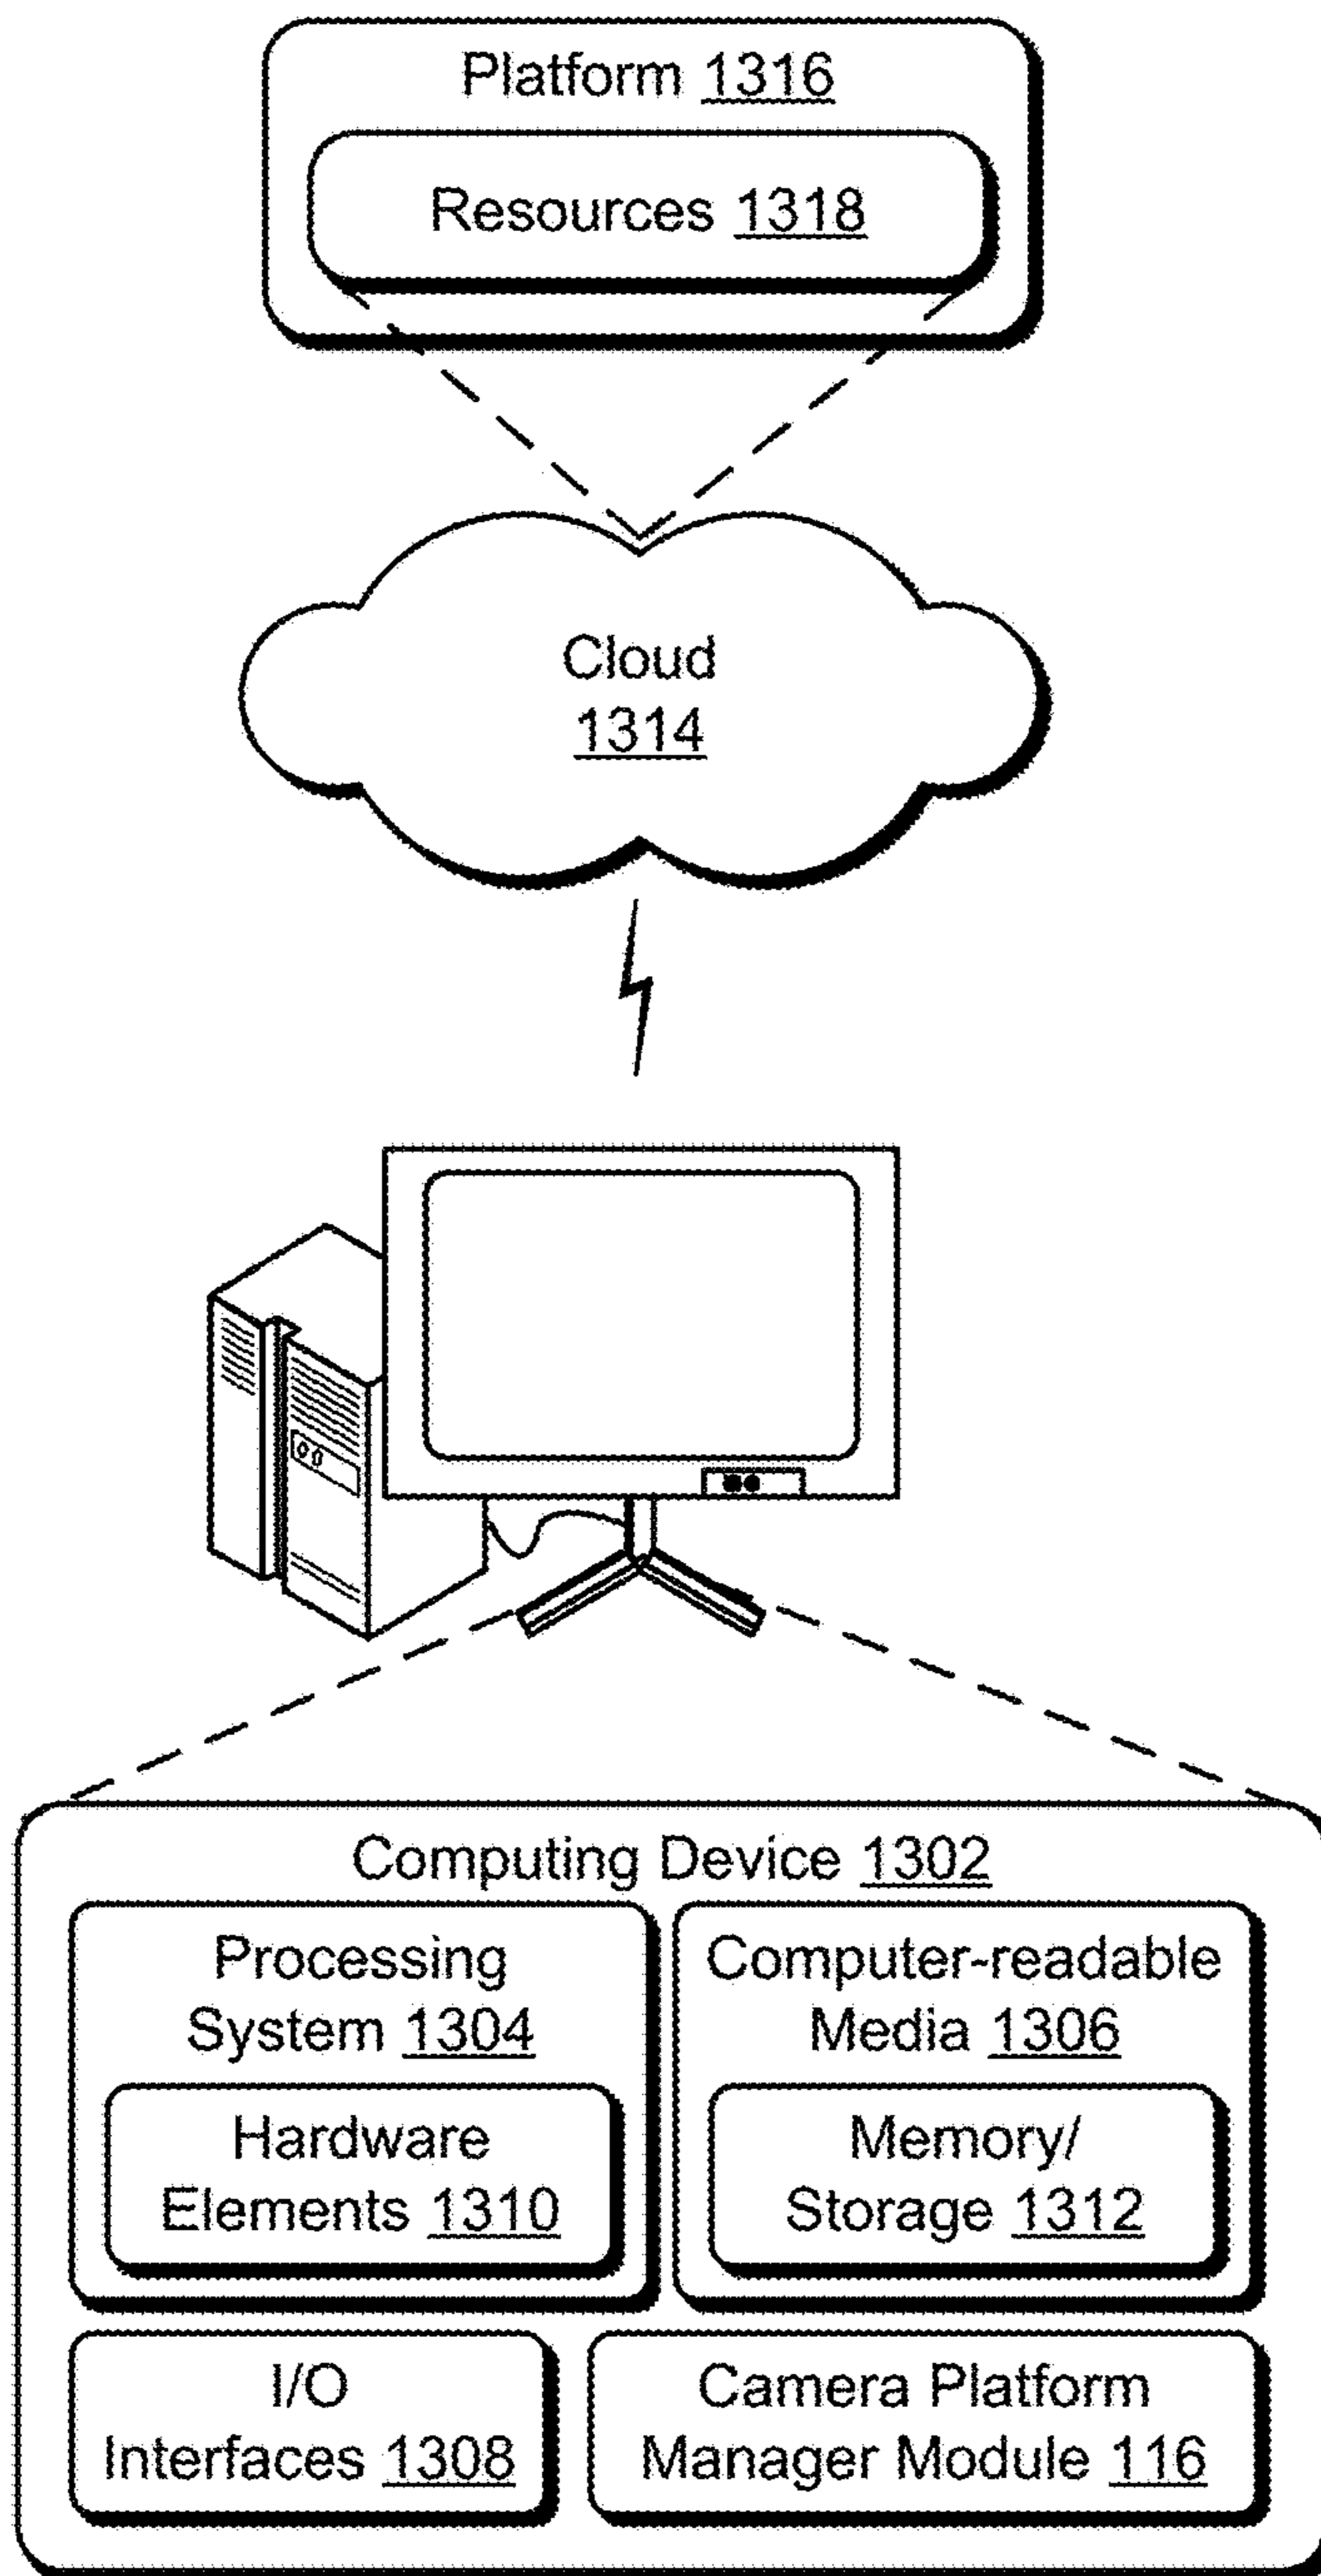 Platform 1316
Resources 1318
Cloud
1314
Computing Device 1302
Processing
System 1304
Hardware
Elements 1310
Computer-readable
Media 1306
Memory/
Storage 1312
I/O
Interfaces 1308
Camera Platform
Manager Module 116